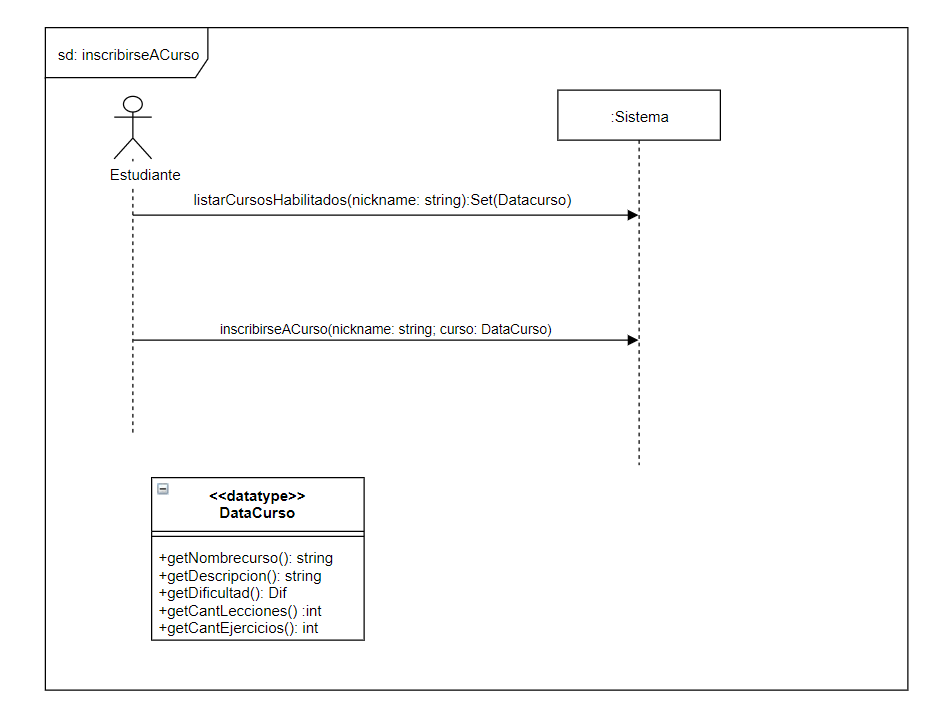 sd: inscribirseACurso
:Sistema
Estudiante
listarCursosHabilitados(nickname: string):Set(Datacurso)
inscribirseACurso(nickname: string; curso: DataCurso)
<<datatype>>
DataCurso
+getNombrecurso(): string
+getDescripcion(): string
+getDificultad(): Dif
+getCantLecciones() :int
+getCantEjercicios(): int